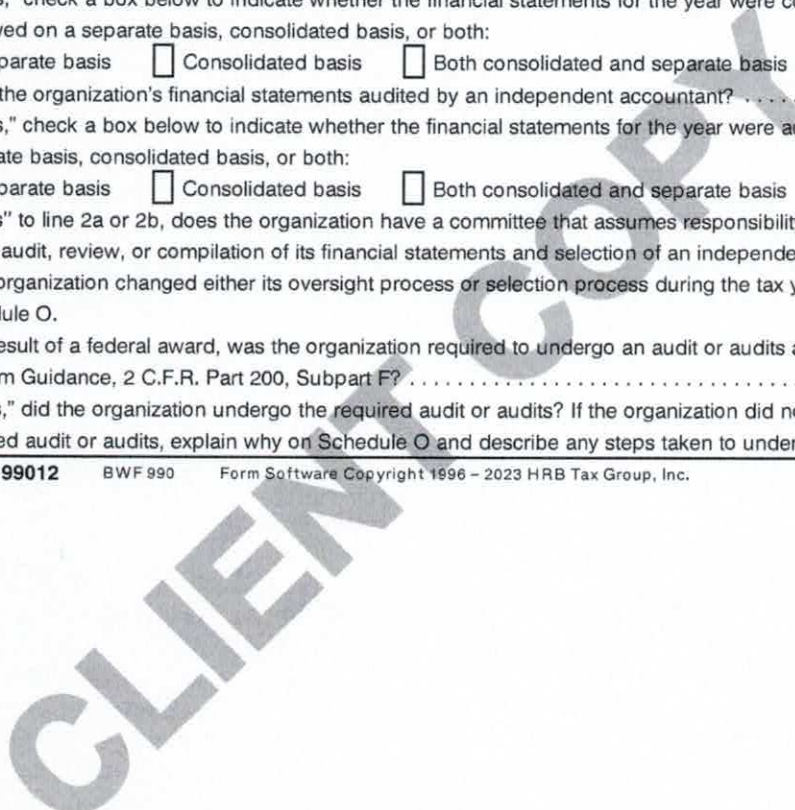 check a box below to indicate whether the financial statements for the year were
ed on a separate basis, consolidated basis, or both:
parate basis Consolidated basis Both consolidated and separate basis
the organization's financial statements audited by an independent accountant? ....
," check a box below to indicate whether the financial statements for the year were a
ate basis, consolidated basis, or both:
parate basis Consolidated basis Both consolidated and separate basis
s" to line 2a or 2b, does the organization have a committee that assumes responsibilit
audit, review, or compilation of its financial statements and selection of an independe
organization changed either its oversight process or selection process during the tax y
ule O.
esult of a federal award, was the organization required to undergo an audit or audits a
m Guidance, 2 C.F.R. Part 200, Subpart F? ..................................
," did the organization undergo the required audit or audits? If the organization did n
ed audit or audits, explain why on Schedule O and describe any steps taken to under
99012 BWF 990 Form Software Copyright 1996 – 2023 HRB Tax Group, Inc.
CLIENT COPY